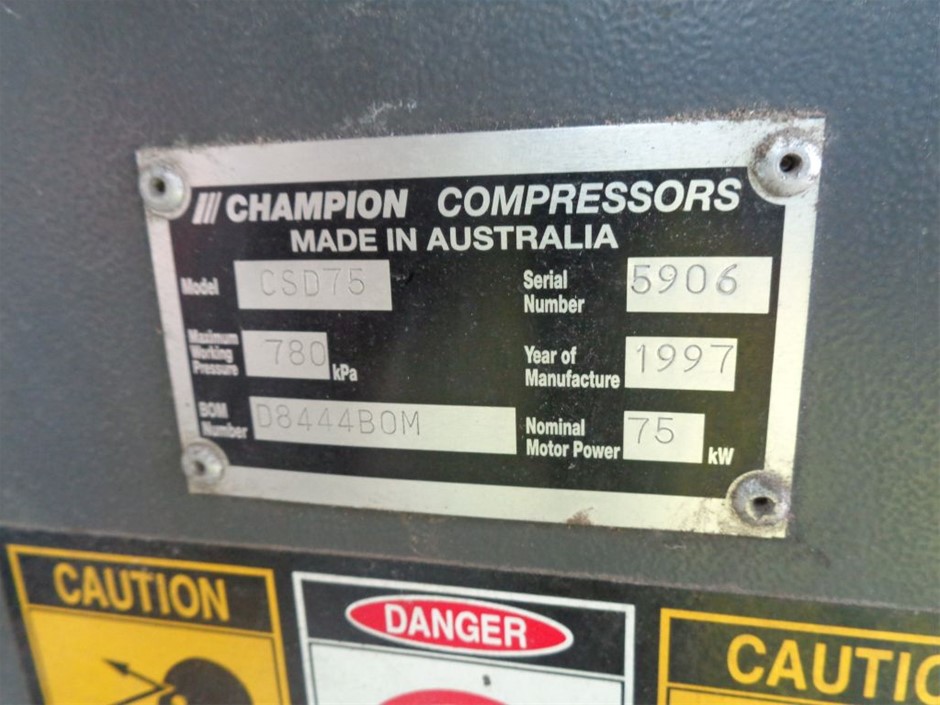 CHAMPION COMPRESSORS
MADE IN AUSTRALIA
Model CSD75
Serial Number 5906
Maximum Working Pressure 780 kPa
Year of Manufacture 1997
BOM Number D8444BOM
Nominal Motor Power 75 kW
CAUTION
DANGER
CAUTIO